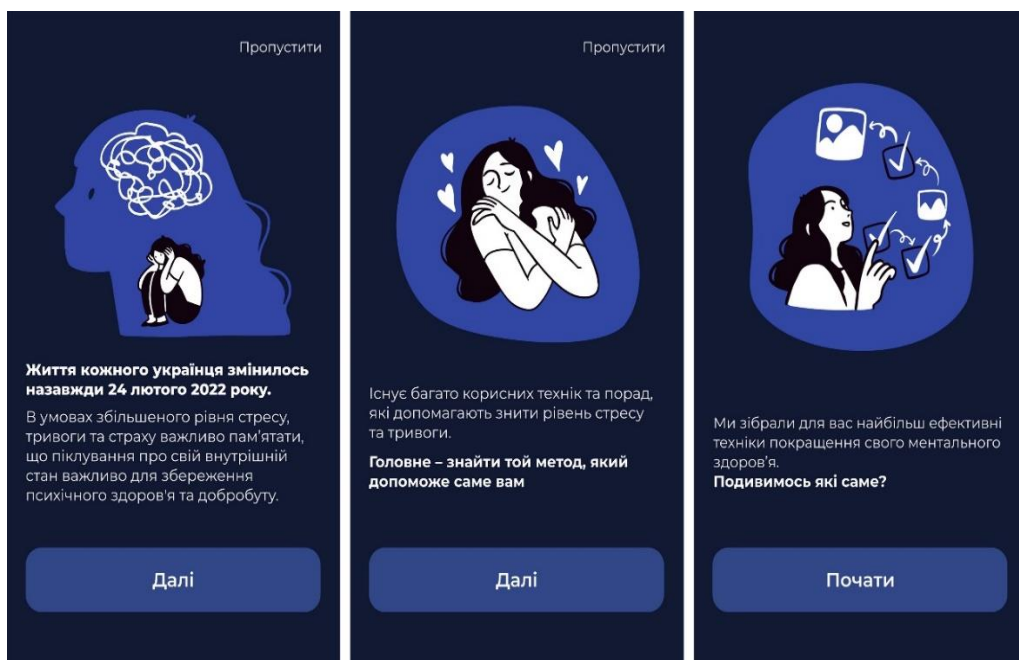 Пропустити
Життя кожного українця змінилось
назавжди 24 лютого 2022 року.
В умовах збільшеного рівня стресу,
тривоги та страху важливо пам'ятати,
що піклування про свій внутрішній
стан важливо для збереження
психічного здоров'я та добробуту.
Далі
Пропустити
Існує багато корисних технік та порад,
які допомагають знити рівень стресу
та тривоги.
Головне – знайти той метод, який
допоможе саме вам
Далі
Ми зібрали для вас найбільш ефективні
техніки покращення свого ментального
здоров'я.
Подивимось які саме?
Почати